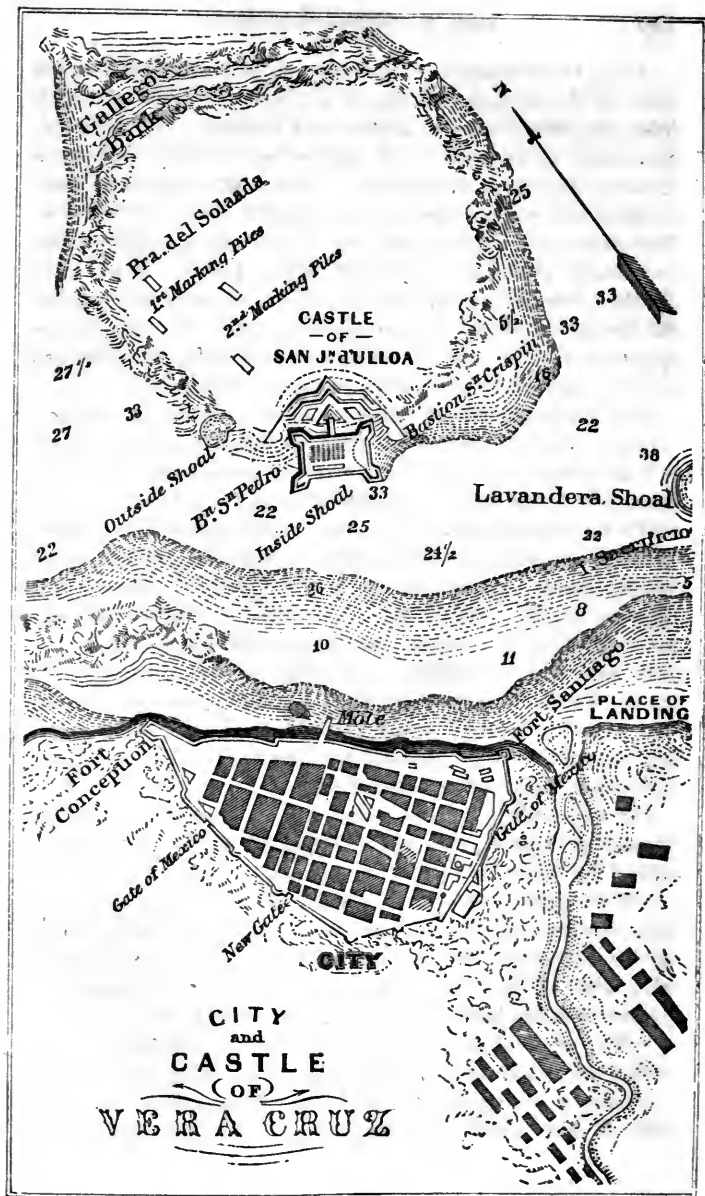 Gallego
Bank
N
25
Pra. del Solaada
1st Marking Piles
2nd Marking Piles
33
CASTLE
OF
SAN Jn d'ULLOA
6½
33
27½
Bastion Sn Crispin
16
33
27
22
38
Outside Shoal
Bn. Sn. Pedro
Inside Shoal
33
Lavandera Shoal
22
25
22
24½
22
I. Sacrificio
26
5
8
10
11
Mole
Fort Santiago
PLACE OF
LANDING
Fort
Conception
Gate of Mexico
Gate of Mexico
New Gate
CITY
CITY
and
CASTLE
(OF)
VERA CRUZ